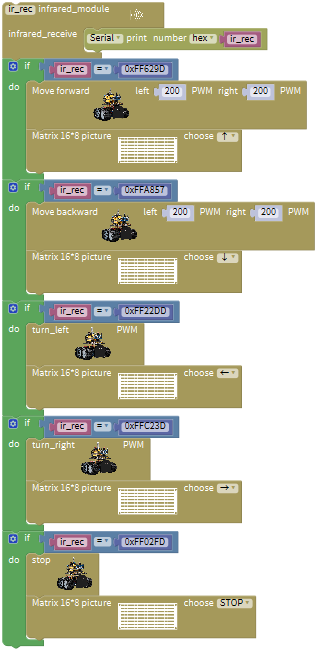 ir_rec infrared_module
infrared_receive Serial print number hex ir_rec
if ir_rec = 0xFF629D
do Move forward left 200 PWM right 200 PWM
Matrix 16*8 picture choose ↑
if ir_rec = 0xFFA857
do Move backward left 200 PWM right 200 PWM
Matrix 16*8 picture choose ↓
if ir_rec = 0xFF22DD
do turn_left PWM
Matrix 16*8 picture choose ←
if ir_rec = 0xFFC23D
do turn_right PWM
Matrix 16*8 picture choose →
if ir_rec = 0xFF02FD
do stop
Matrix 16*8 picture choose STOP